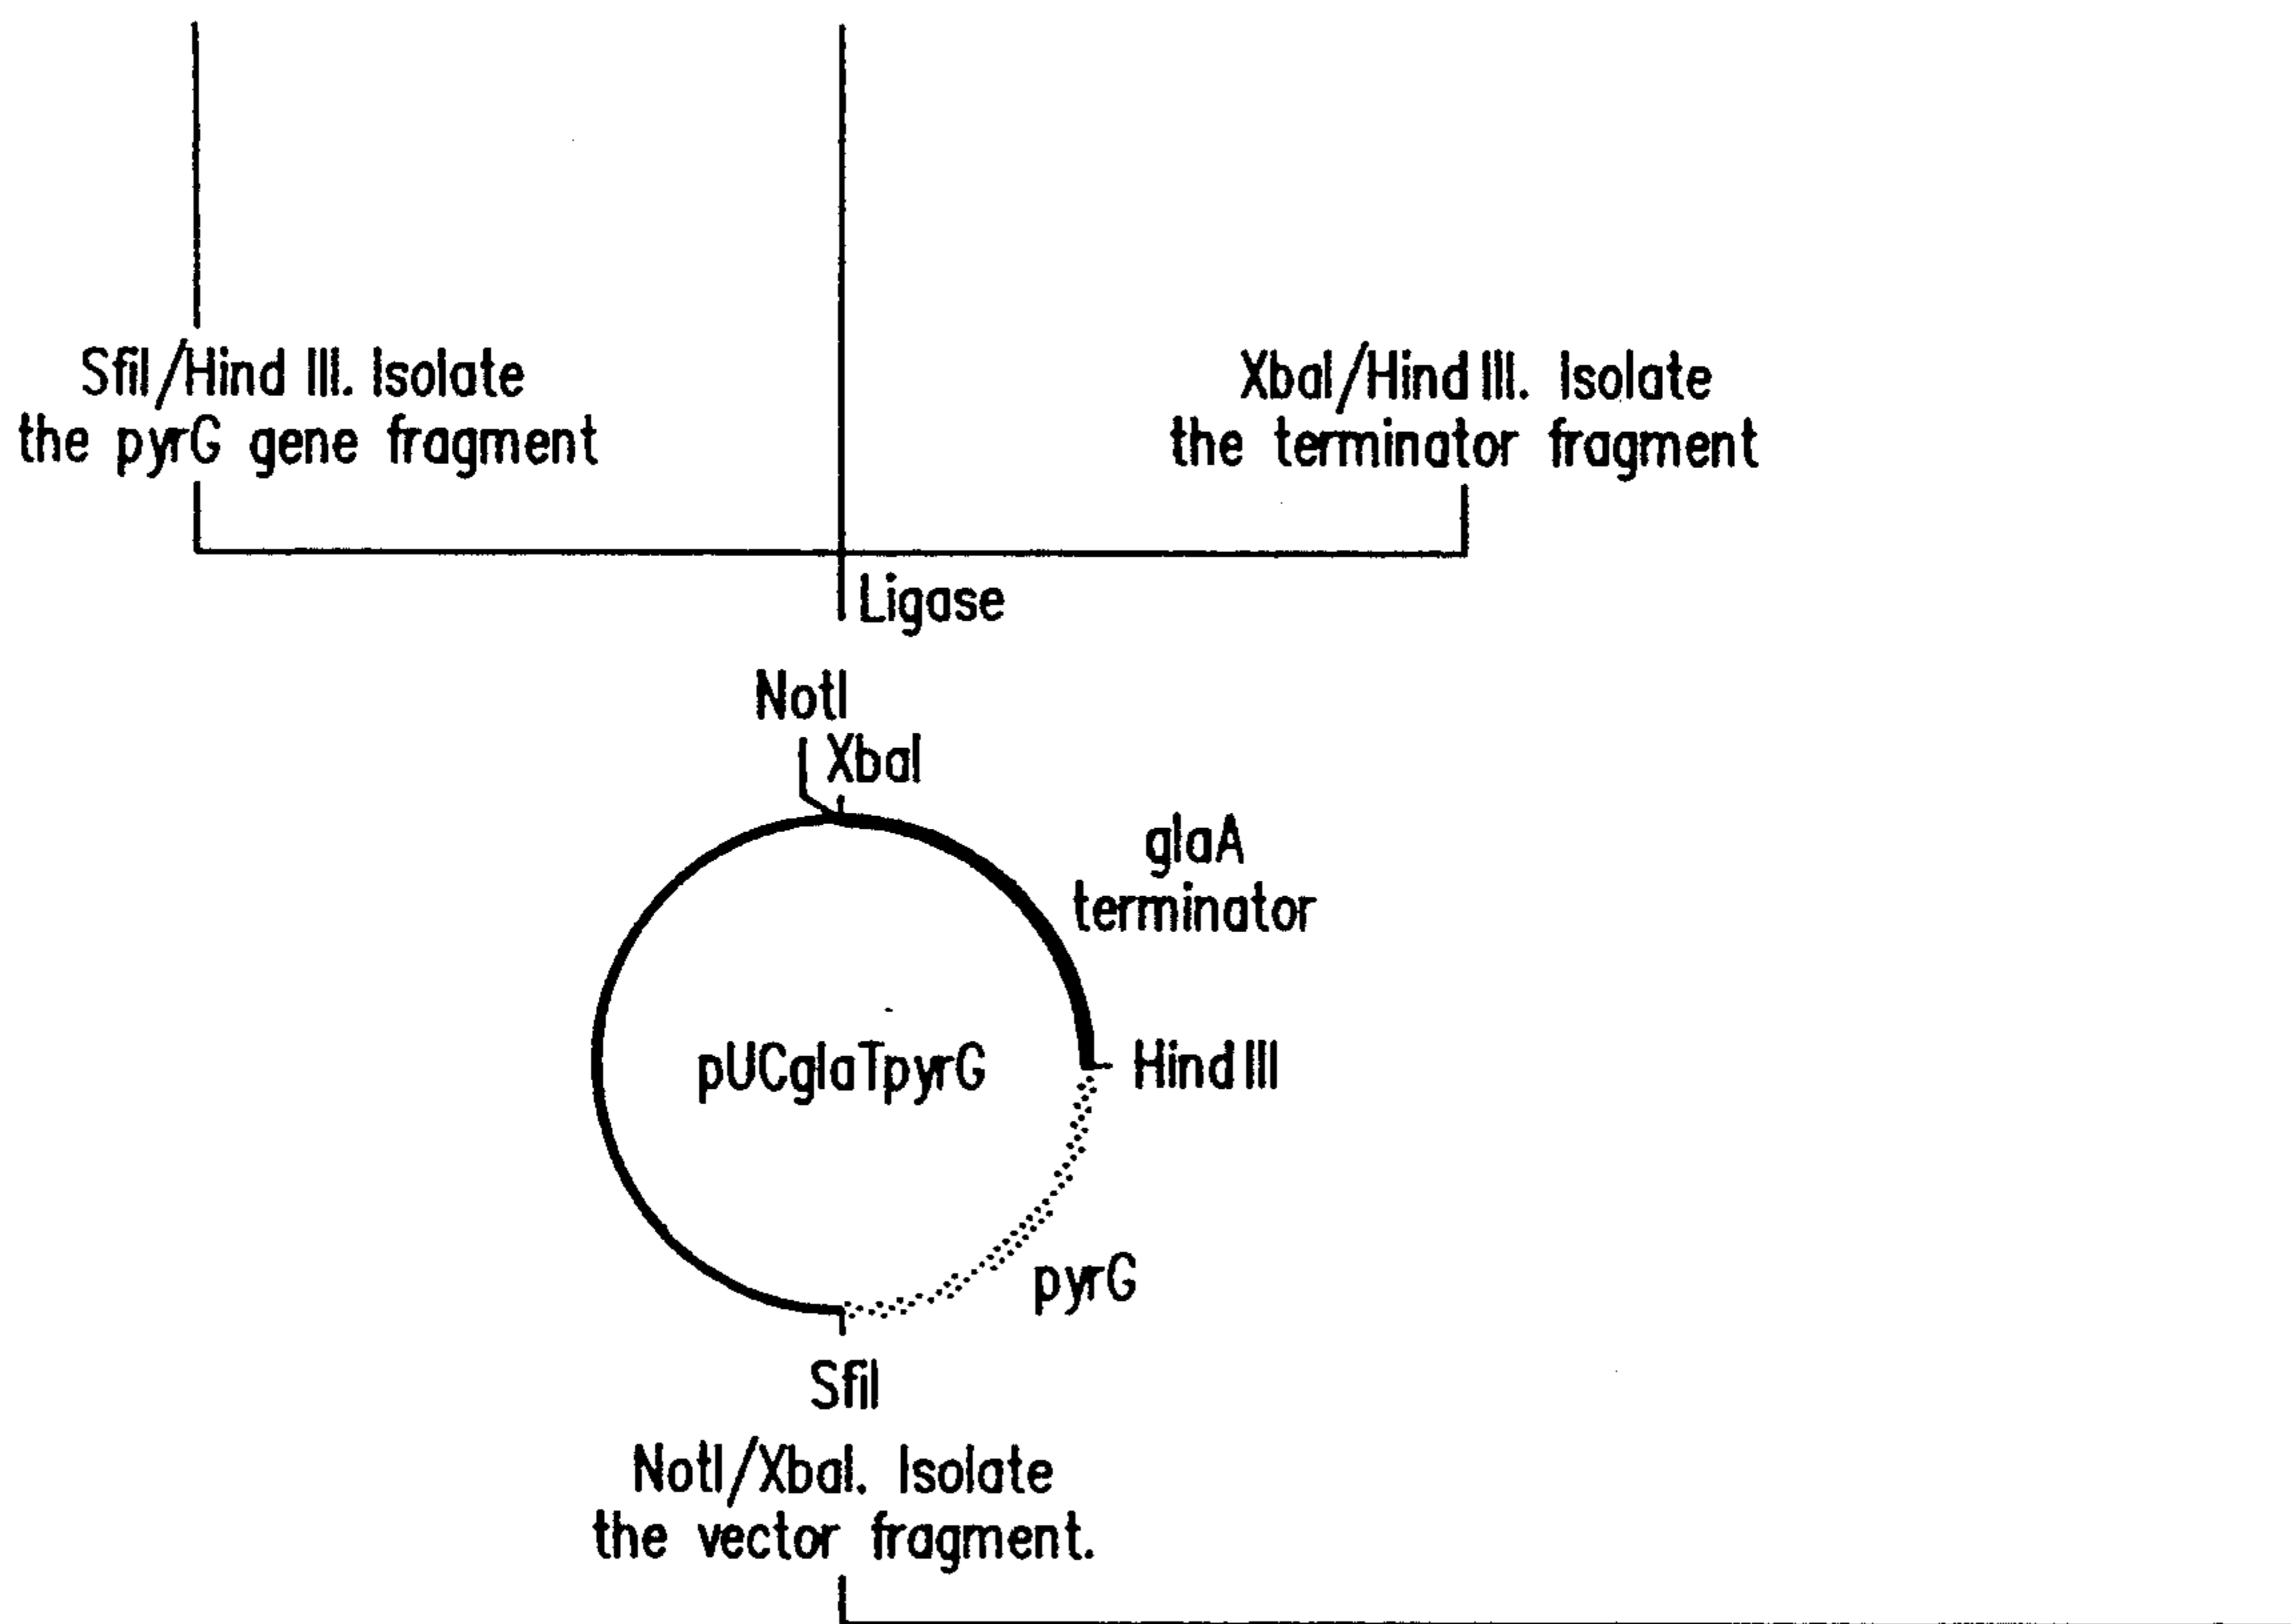 SfiI/Hind III. Isolate
the pyrG gene fragment
XbaI/Hind III. Isolate
the terminator fragment
Ligase
NotI
XbaI
glaA
terminator
pUCglaTpyrG
Hind III
pyrG
SfiI
NotI/XbaI. Isolate
the vector fragment.